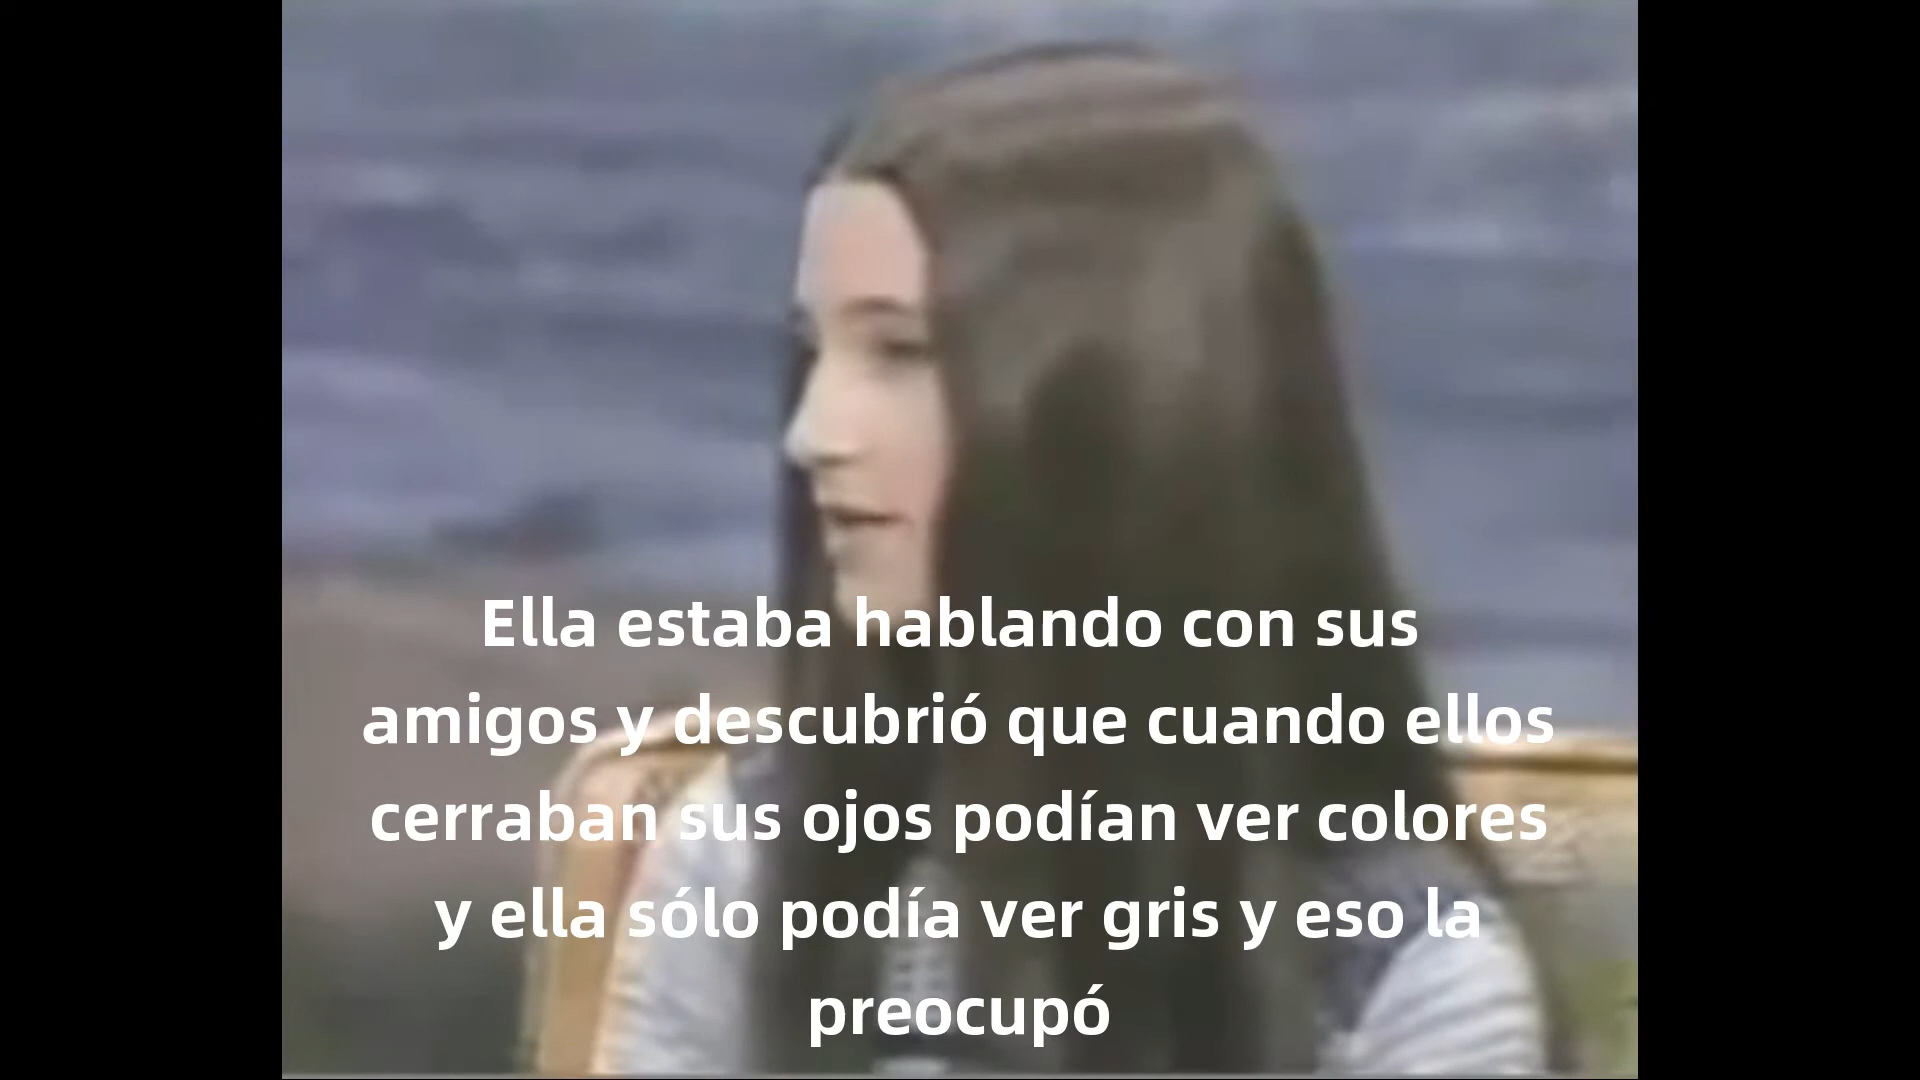 Ella estaba hablando con sus
amigos y descubrió que cuando ellos
cerraban sus ojos podían ver colores
y ella sólo podía ver gris y eso la
preocupó